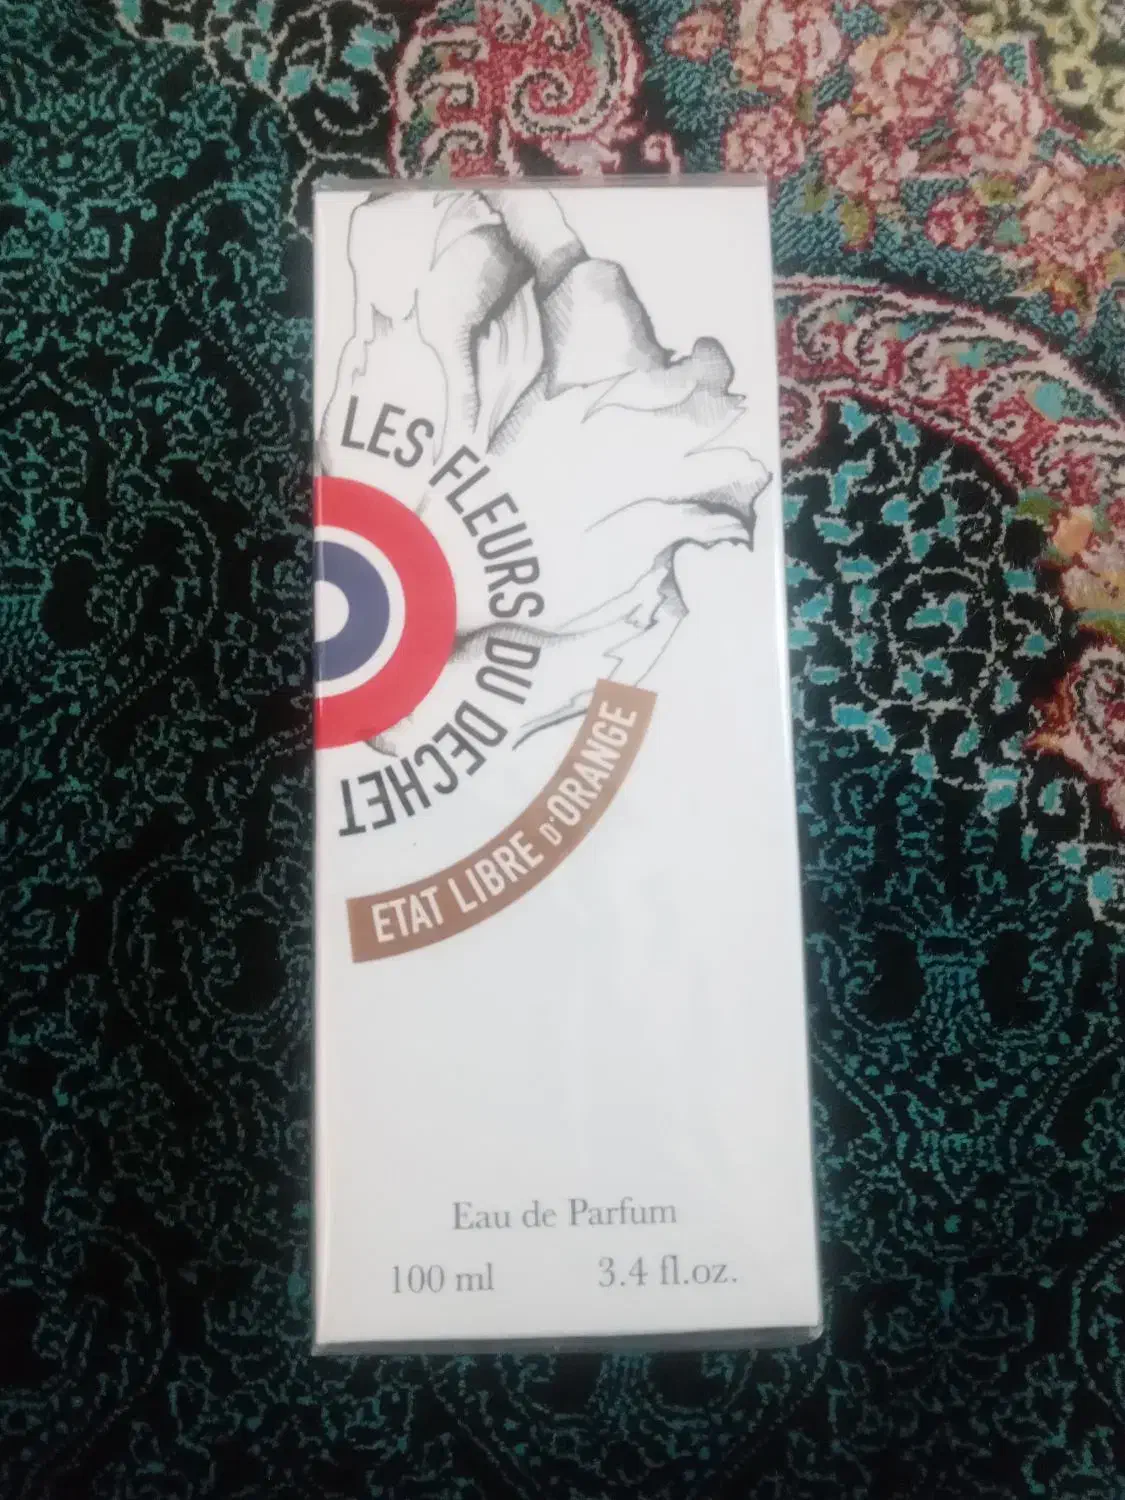 LES FLEURS DU DECHET
ETAT LIBRE D'ORANGE
Eau de Parfum
100 ml 3.4 fl.oz.